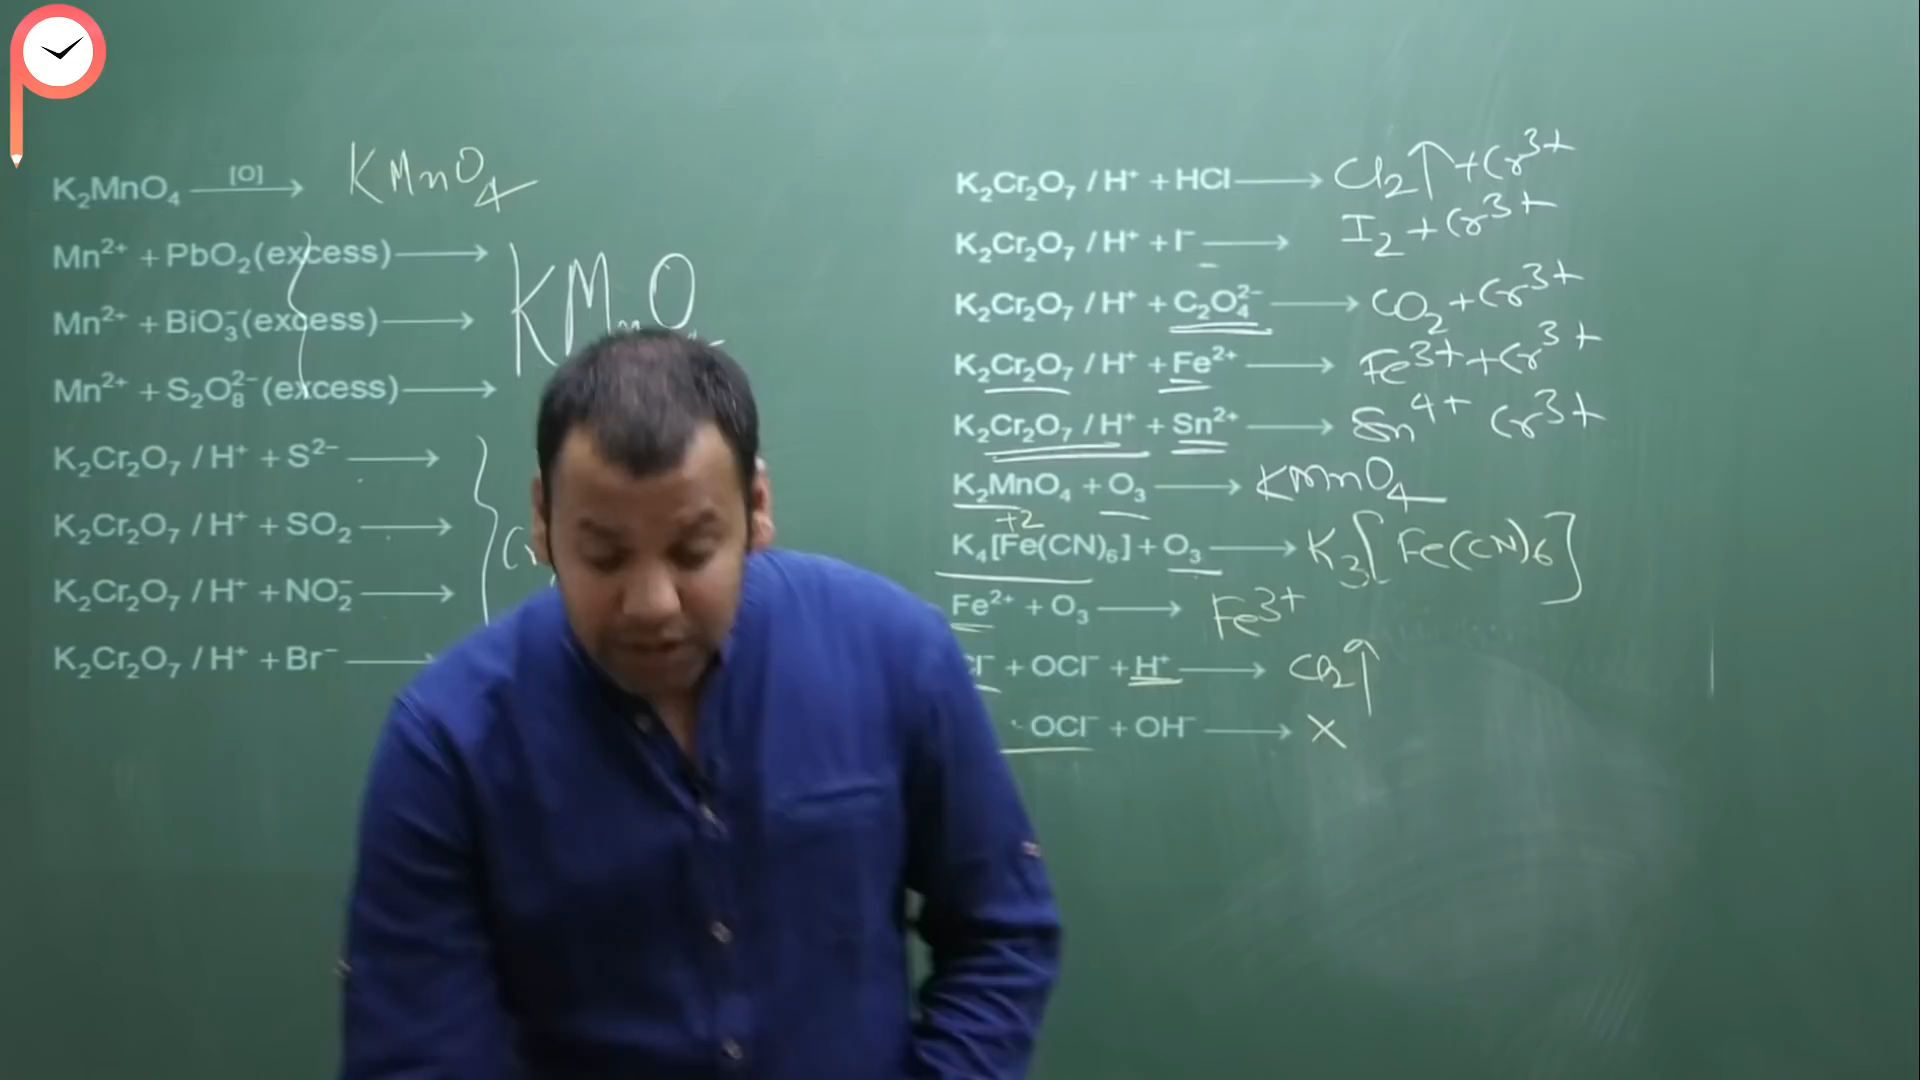 K₂MnO₄ —[O]→ KMnO₄
Mn²⁺ + PbO₂(excess) ⟶
Mn²⁺ + BiO₃⁻(excess) ⟶
Mn²⁺ + S₂O₈²⁻(excess) ⟶
K₂Cr₂O₇ / H⁺ + S²⁻ ⟶
K₂Cr₂O₇ / H⁺ + SO₂ ⟶
K₂Cr₂O₇ / H⁺ + NO₂⁻ ⟶
K₂Cr₂O₇ / H⁺ + Br⁻ ⟶
K₂Cr₂O₇ / H⁺ + HCl ⟶ Cl₂↑ + Cr³⁺
K₂Cr₂O₇ / H⁺ + I⁻ ⟶ I₂ + Cr³⁺
K₂Cr₂O₇ / H⁺ + C₂O₄²⁻ ⟶ CO₂ + Cr³⁺
K₂Cr₂O₇ / H⁺ + Fe²⁺ ⟶ Fe³⁺ + Cr³⁺
K₂Cr₂O₇ / H⁺ + Sn²⁺ ⟶ Sn⁴⁺ Cr³⁺
K₂MnO₄ + O₃ ⟶ KMnO₄
+2
K₄[Fe(CN)₆] + O₃ ⟶ K₃[Fe(CN)₆]
Fe²⁺ + O₃ ⟶ Fe³⁺
+ OCl⁻ + H⁺ ⟶ Cl₂↑
OCl⁻ + OH⁻ ⟶ X